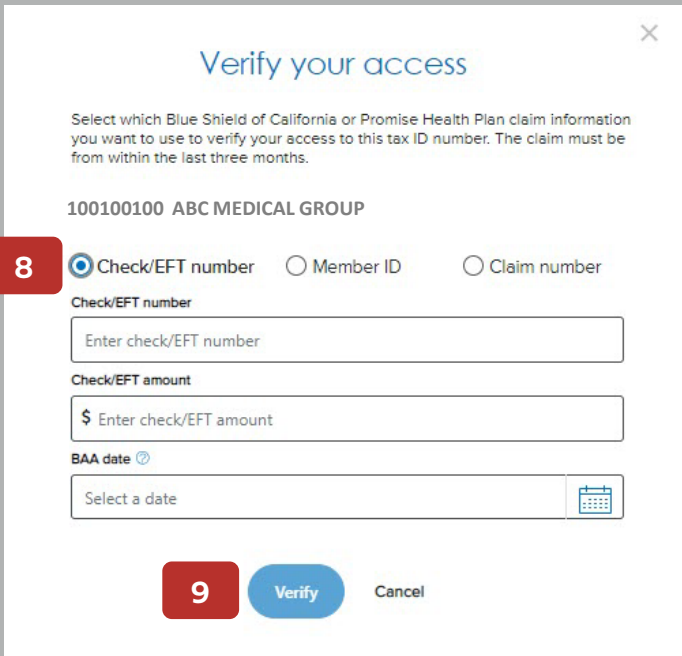 Verify your access
Select which Blue Shield of California or Promise Health Plan claim information
you want to use to verify your access to this tax ID number. The claim must be
from within the last three months.
100100100 ABC MEDICAL GROUP
8 Check/EFT number Member ID Claim number
Check/EFT number
Enter check/EFT number
Check/EFT amount
$ Enter check/EFT amount
BAA date ?
Select a date
9 Verify Cancel